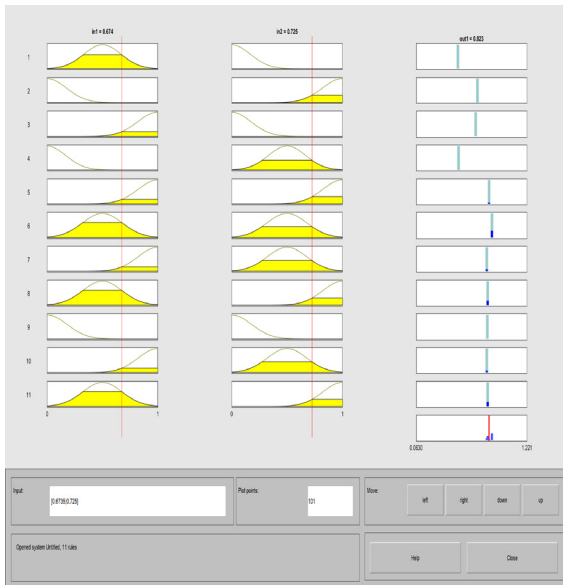 in1 = 0.674
in2 = 0.725
out1 = 0.823
1
2
3
4
5
6
7
8
9
10
11
0 1
0 1
0.0630 1.221
Input:
[0.6735;0.725]
Plot points:
101
Move:
left
right
down
up
Opened system Untitled, 11 rules
Help
Close